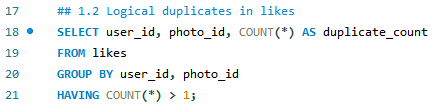 17 ## 1.2 Logical duplicates in likes
18 SELECT user_id, photo_id, COUNT(*) AS duplicate_count
19 FROM likes
20 GROUP BY user_id, photo_id
21 HAVING COUNT(*) > 1;